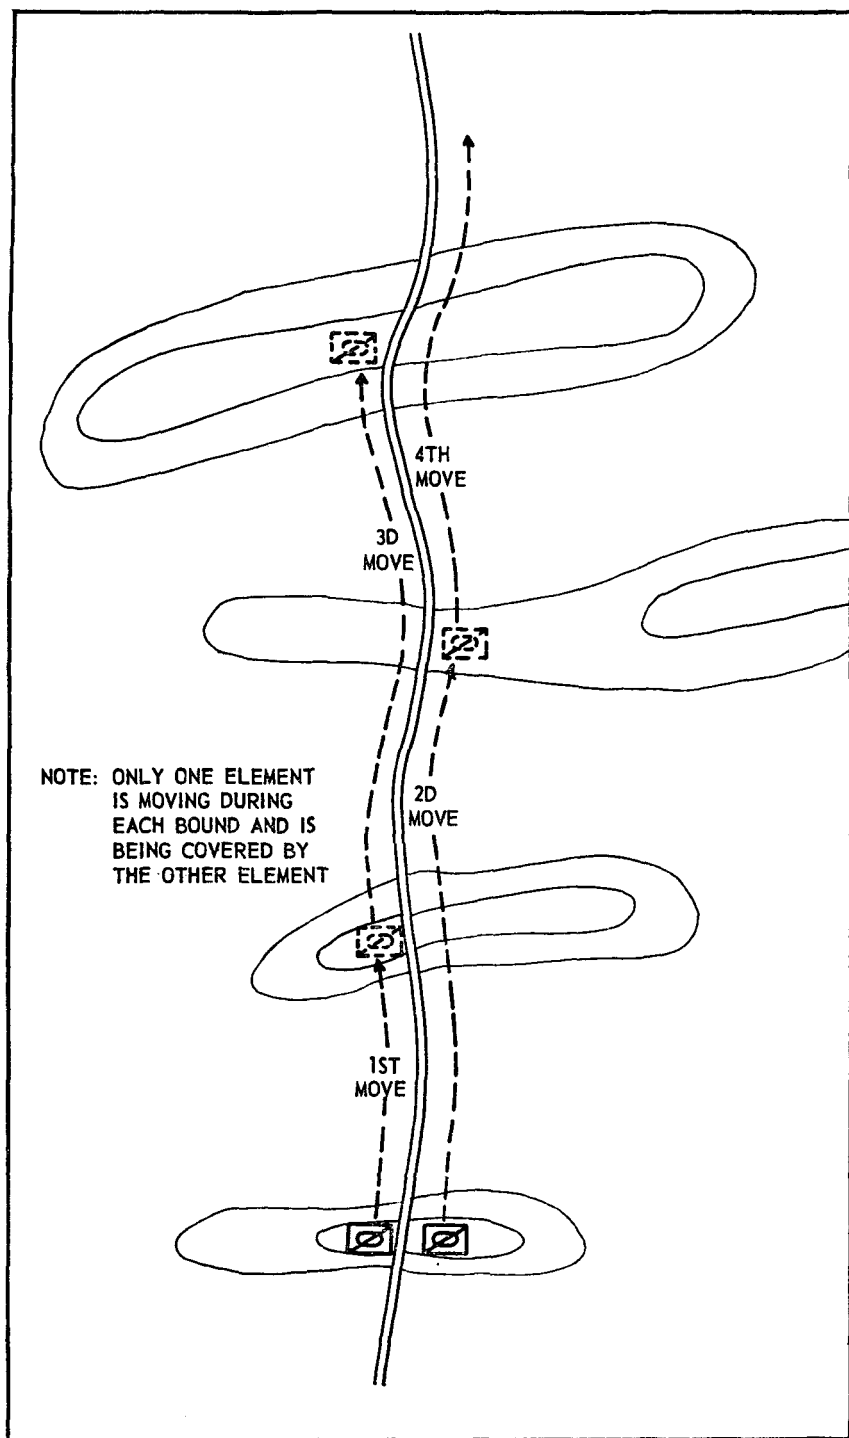 4TH
MOVE
3D
MOVE
NOTE: ONLY ONE ELEMENT
IS MOVING DURING
EACH BOUND AND IS
BEING COVERED BY
THE OTHER ELEMENT
2D
MOVE
1ST
MOVE